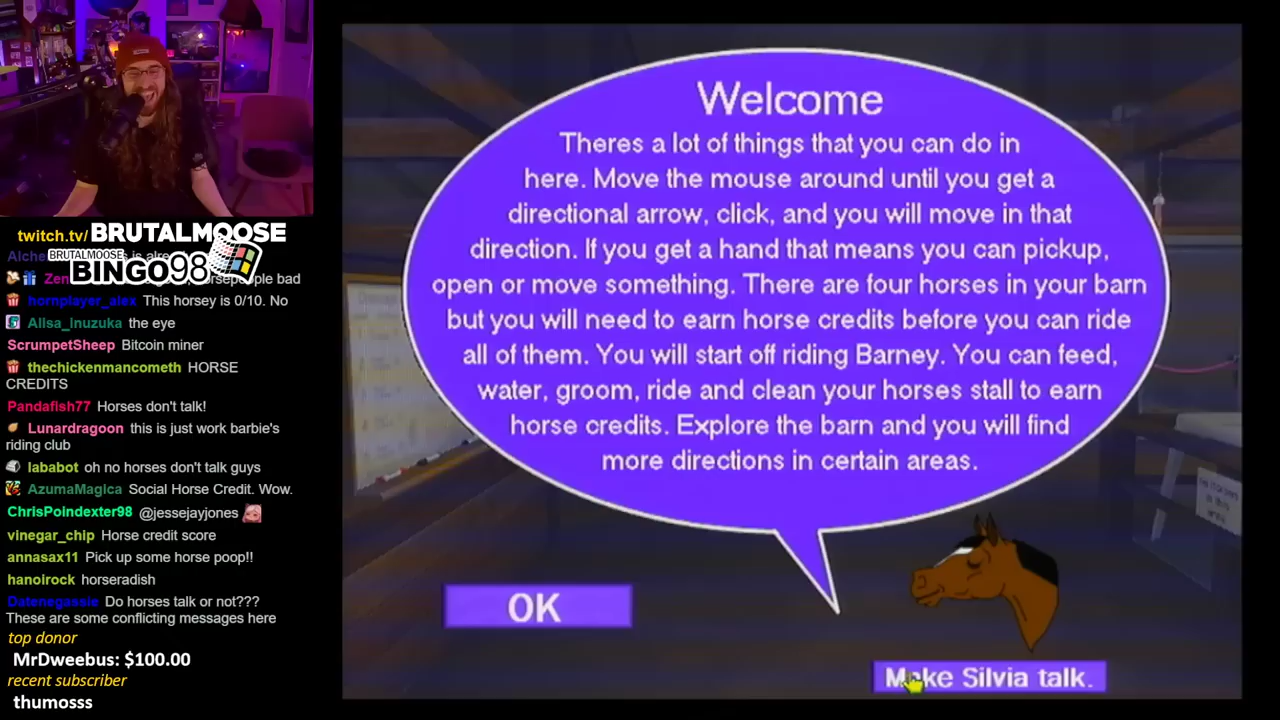 twitch.tv/BRUTALMOOSE
BRUTALMOOSE
BINGO98
horsepeople bad
hornplayer_alex This horsey is 0/10. No
Alisa_Inuzuka the eye
ScrumpetSheep Bitcoin miner
thechickenmancometh HORSE
CREDITS
Pandafish77 Horses don't talk!
Lunardragoon this is just work barbie's
riding club
lababot oh no horses don't talk guys
AzumaMagica Social Horse Credit. Wow.
ChrisPoindexter98 @jessejayjones
vinegar_chip Horse credit score
annasax11 Pick up some horse poop!!
hanoirock horseradish
Datenegassie Do horses talk or not???
These are some conflicting messages here
top donor
MrDweebus: $100.00
recent subscriber
thumosss
Welcome
Theres a lot of things that you can do in
here. Move the mouse around until you get a
directional arrow, click, and you will move in that
direction. If you get a hand that means you can pickup,
open or move something. There are four horses in your barn
but you will need to earn horse credits before you can ride
all of them. You will start off riding Barney. You can feed,
water, groom, ride and clean your horses stall to earn
horse credits. Explore the barn and you will find
more directions in certain areas.
OK
Make Silvia talk.